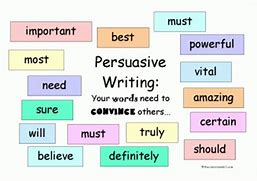 important
best
must
powerful
most
Persuasive
Writing:
Your words need to
CONVINCE others...
vital
need
amazing
sure
certain
will
must
truly
believe
definitely
should